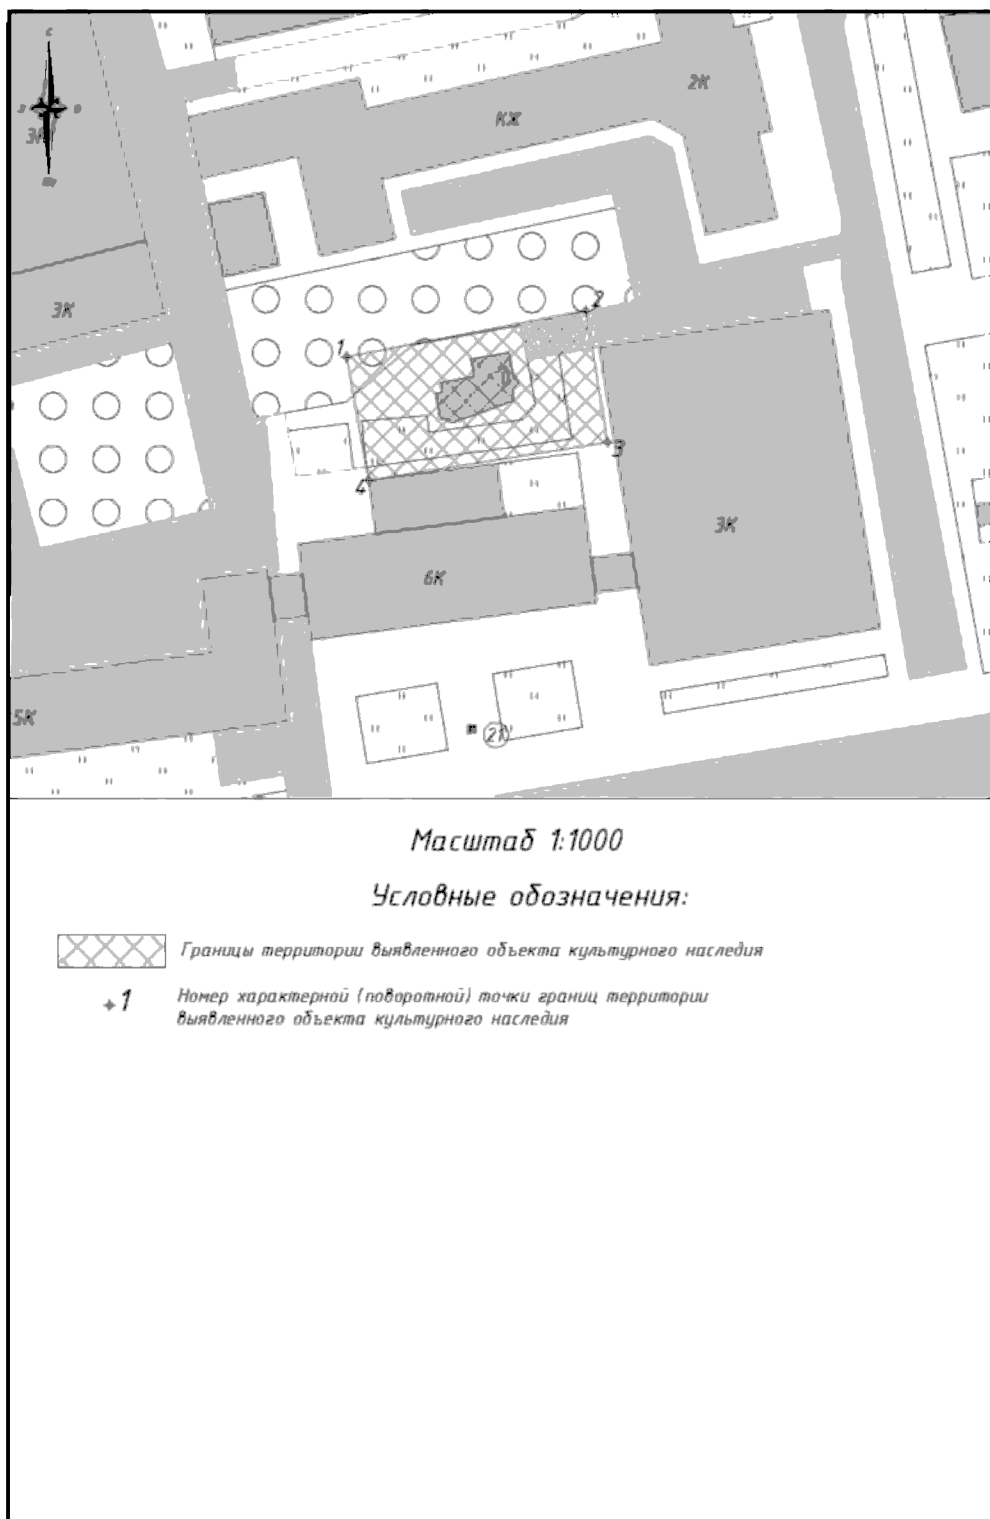 С
2К
КЖ
3К
3К
1
2
3
4
3К
6К
5К
21
Масштаб 1:1000
Условные обозначения:
Границы территории выявленного объекта культурного наследия
1
Номер характерной (поворотной) точки границ территории
выявленного объекта культурного наследия